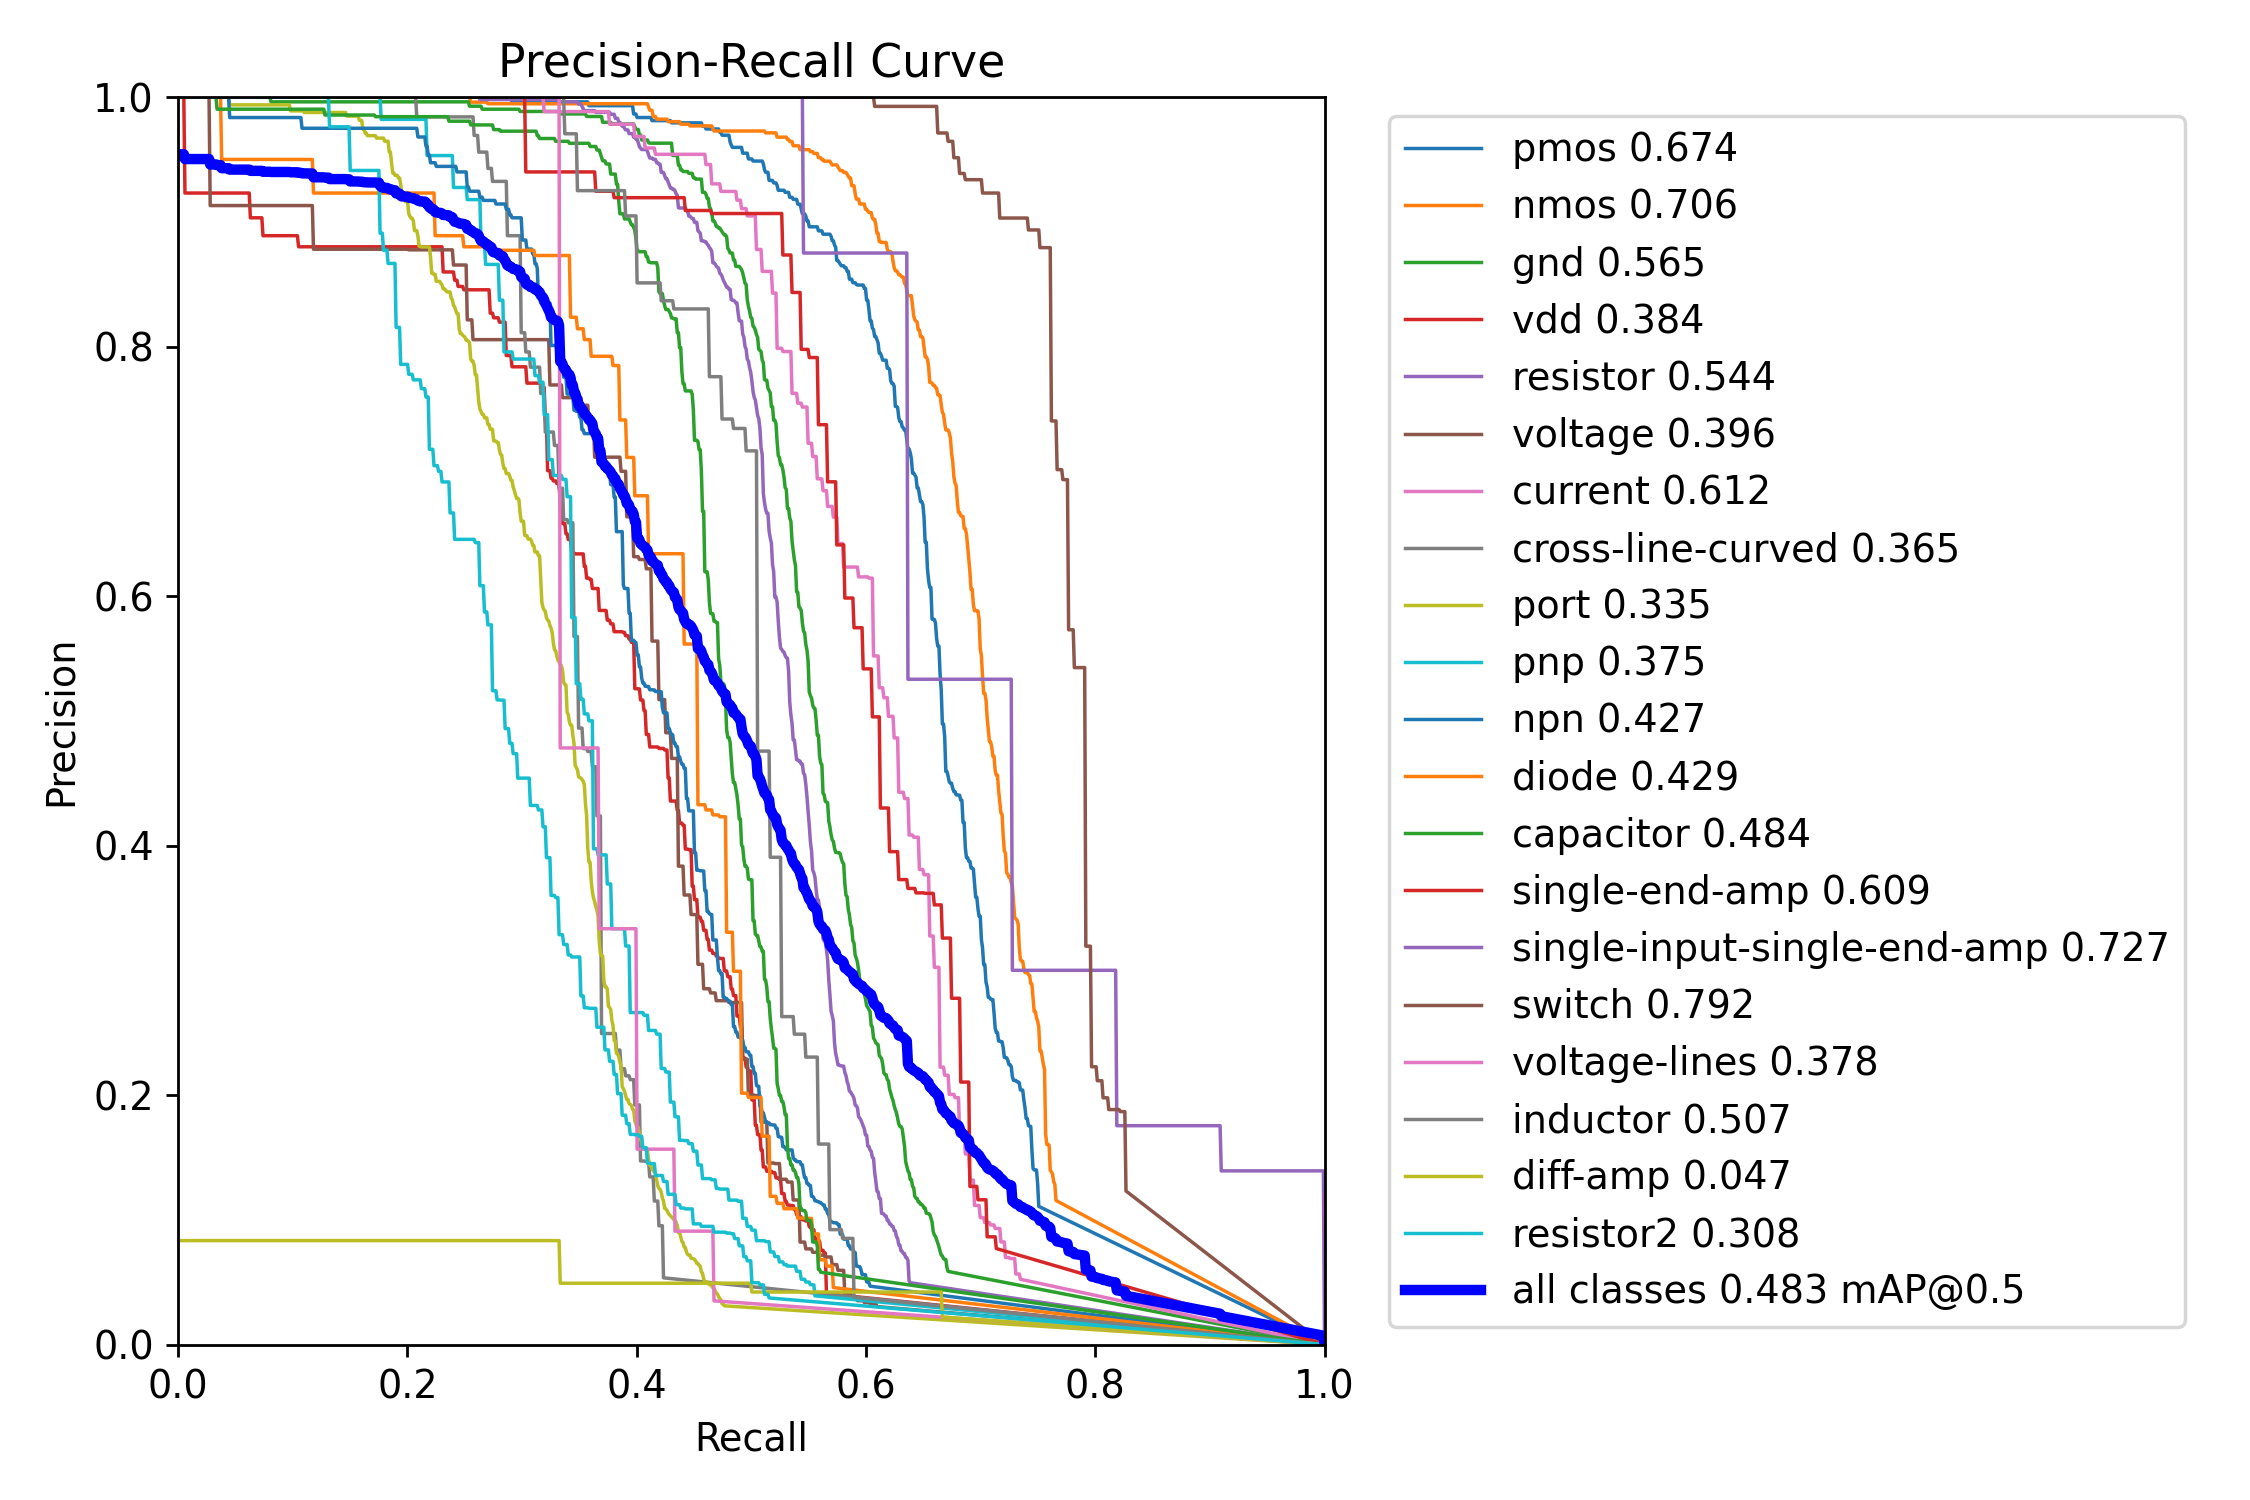 Precision-Recall Curve
1.0
0.8
0.6
0.4
0.2
0.0
Precision
0.0 0.2 0.4 0.6 0.8 1.0
Recall
pmos 0.674
nmos 0.706
gnd 0.565
vdd 0.384
resistor 0.544
voltage 0.396
current 0.612
cross-line-curved 0.365
port 0.335
pnp 0.375
npn 0.427
diode 0.429
capacitor 0.484
single-end-amp 0.609
single-input-single-end-amp 0.727
switch 0.792
voltage-lines 0.378
inductor 0.507
diff-amp 0.047
resistor2 0.308
all classes 0.483 mAP@0.5